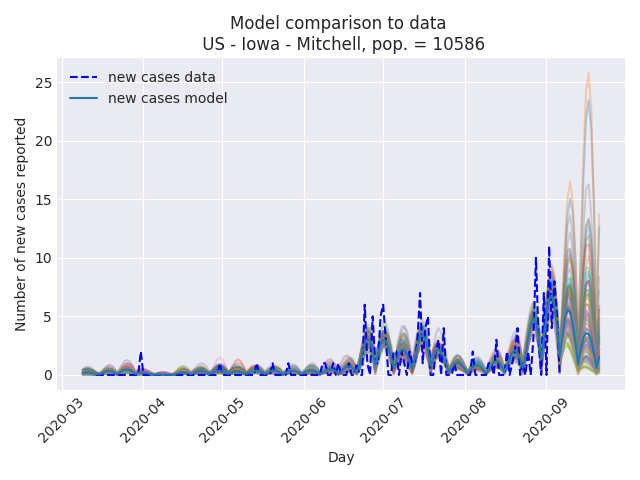 Model comparison to data
US - Iowa - Mitchell, pop. = 10586
new cases data
new cases model
Number of new cases reported
25
20
15
10
5
0
2020-03
2020-04
2020-05
2020-06
2020-07
2020-08
2020-09
Day